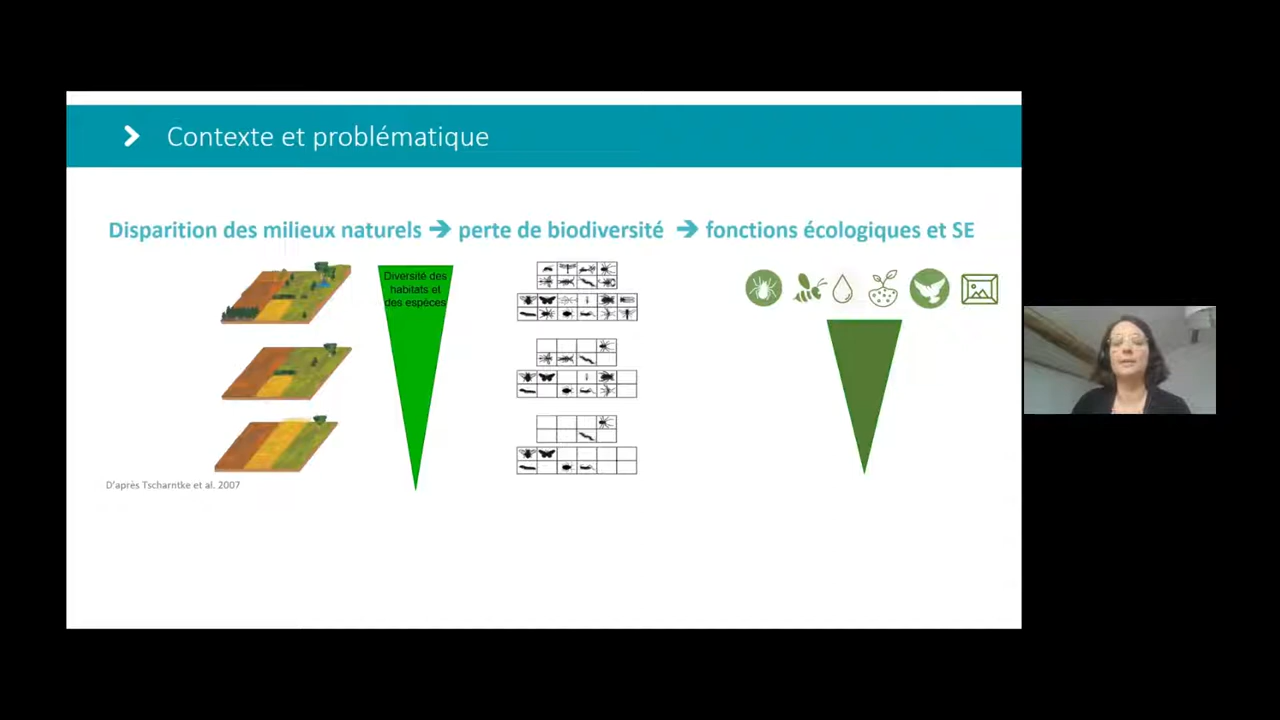 Contexte et problématique
Disparition des milieux naturels ➔ perte de biodiversité ➔ fonctions écologiques et SE
Diversité des
habitats et
des espèces
D'après Tscharntke et al. 2007